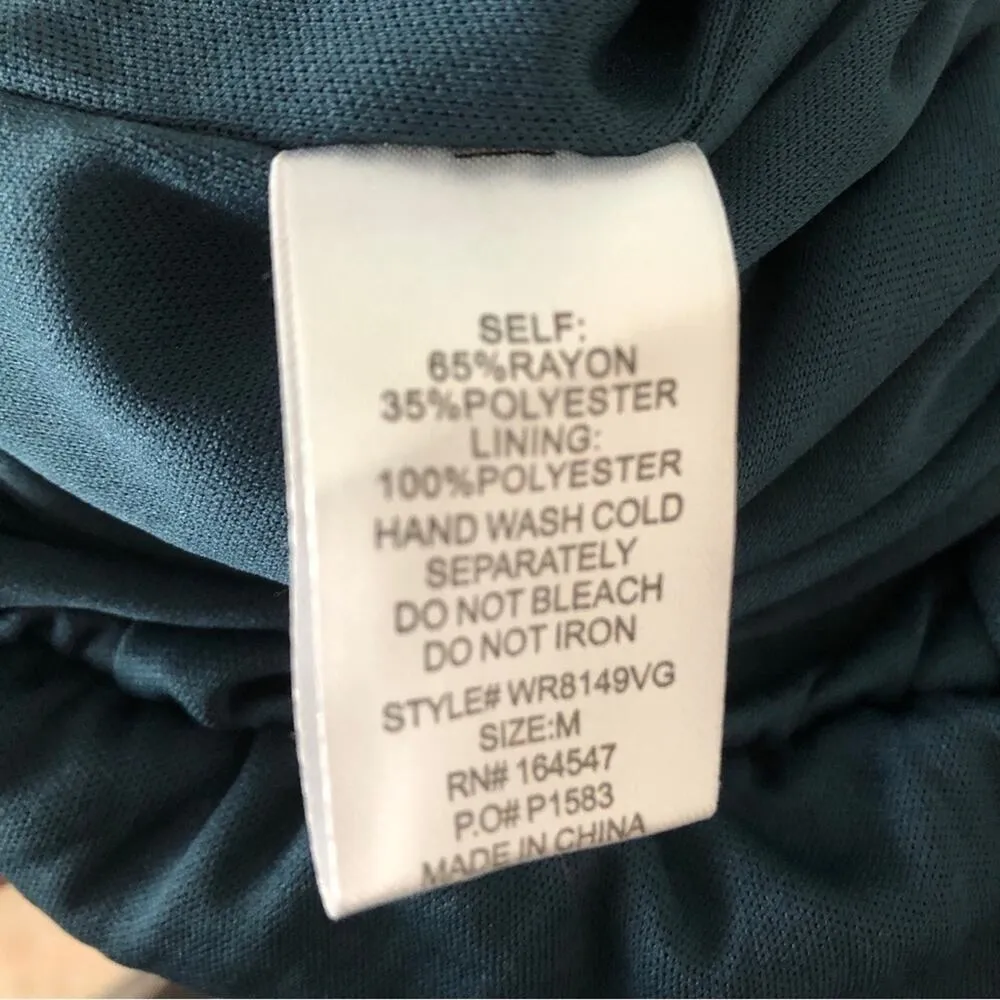 SELF:
65%RAYON
35%POLYESTER
LINING:
100%POLYESTER
HAND WASH COLD
SEPARATELY
DO NOT BLEACH
DO NOT IRON
STYLE# WR8149VG
SIZE:M
RN# 164547
P.O# P1583
MADE IN CHINA